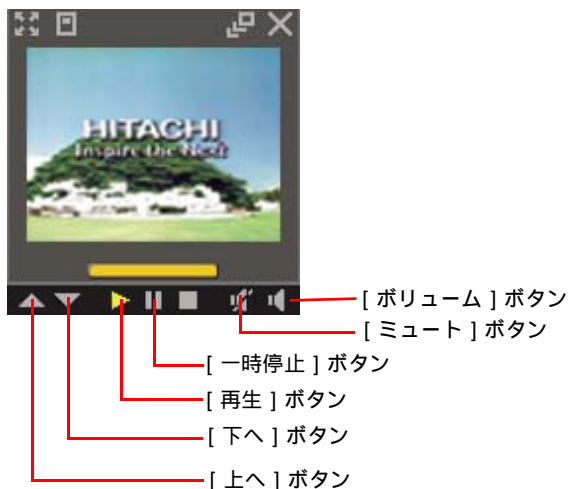 HITACHI
Inspire the Next
[ ボリューム ] ボタン
[ ミュート ] ボタン
[ 一時停止 ] ボタン
[ 再生 ] ボタン
[ 下へ ] ボタン
[ 上へ ] ボタン